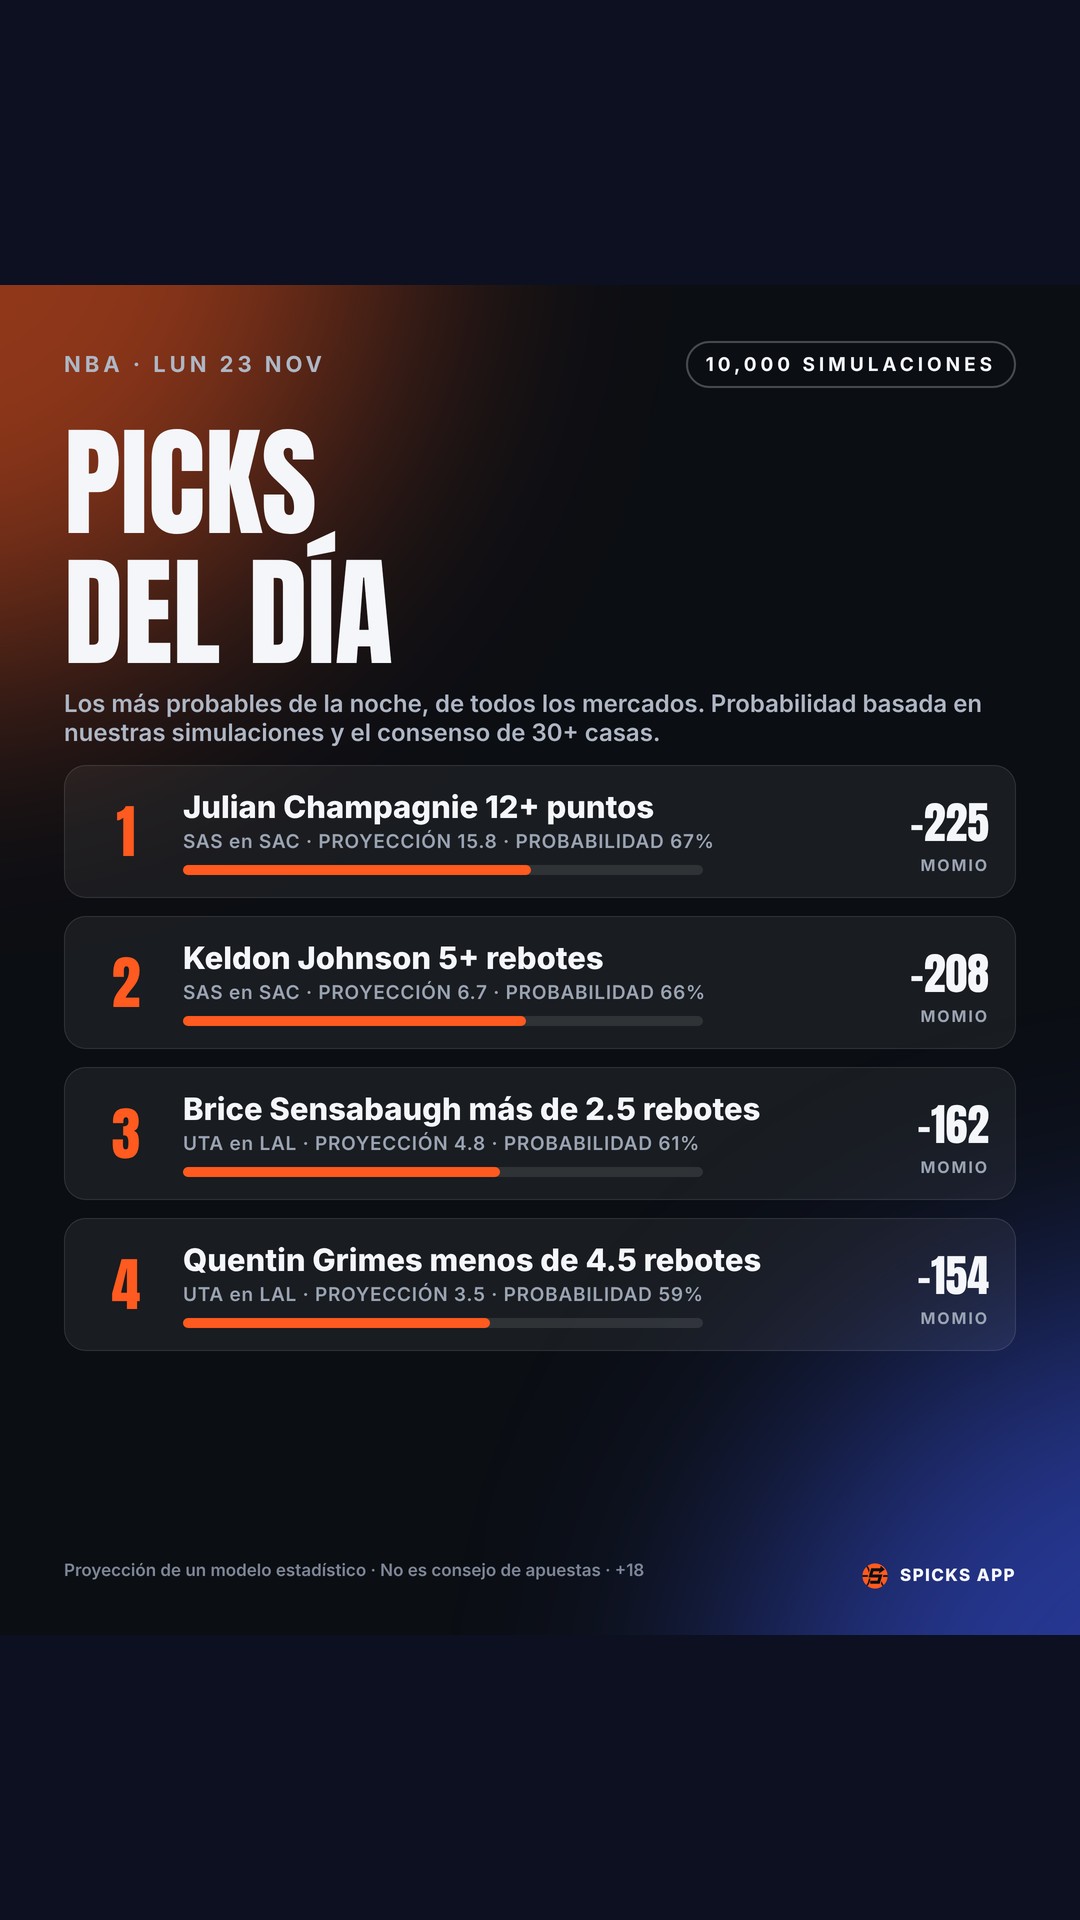 NBA · LUN 23 NOV
10,000 SIMULACIONES
PICKS
DEL DÍA
Los más probables de la noche, de todos los mercados. Probabilidad basada en
nuestras simulaciones y el consenso de 30+ casas.
1
Julian Champagnie 12+ puntos
SAS en SAC · PROYECCIÓN 15.8 · PROBABILIDAD 67%
-225
MOMIO
2
Keldon Johnson 5+ rebotes
SAS en SAC · PROYECCIÓN 6.7 · PROBABILIDAD 66%
-208
MOMIO
3
Brice Sensabaugh más de 2.5 rebotes
UTA en LAL · PROYECCIÓN 4.8 · PROBABILIDAD 61%
-162
MOMIO
4
Quentin Grimes menos de 4.5 rebotes
UTA en LAL · PROYECCIÓN 3.5 · PROBABILIDAD 59%
-154
MOMIO
Proyección de un modelo estadístico · No es consejo de apuestas · +18
SPICKS APP